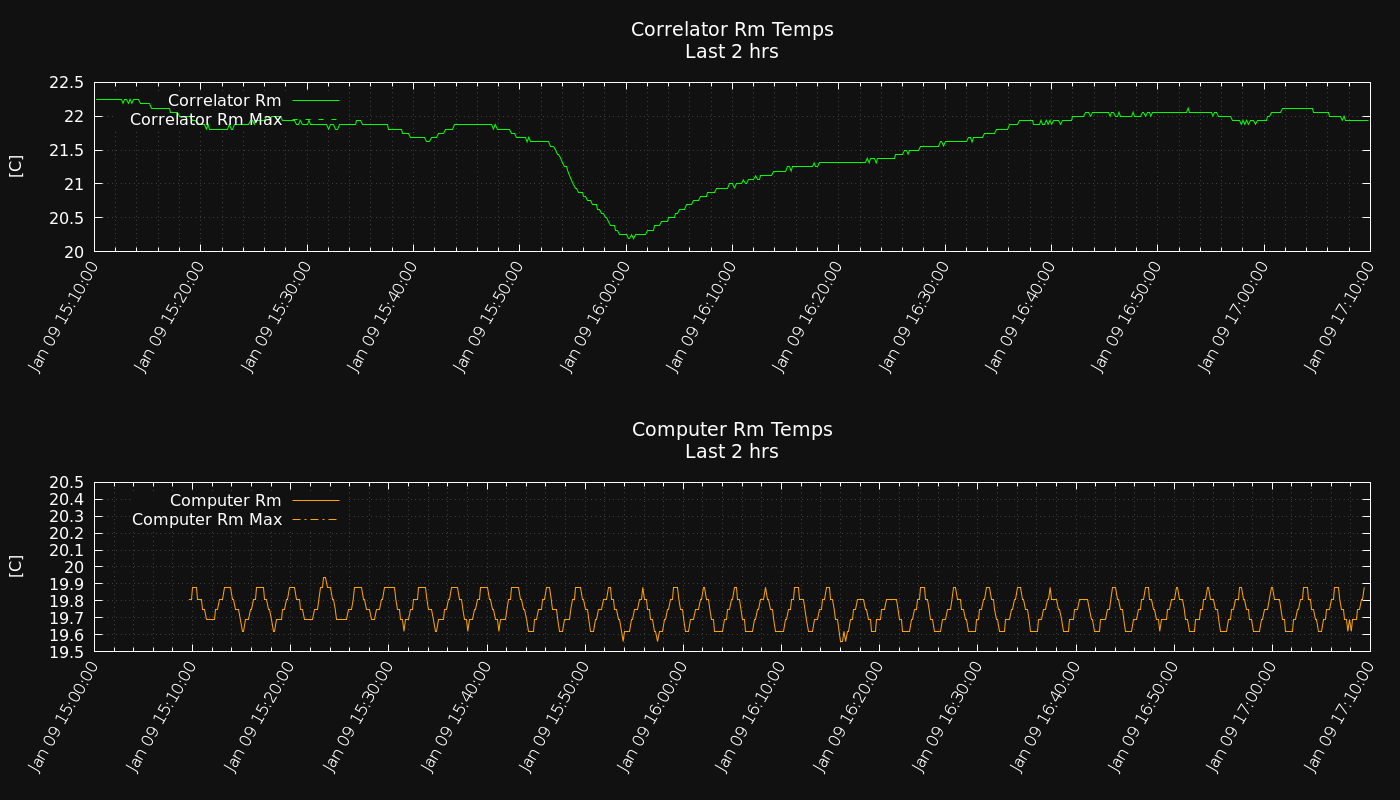 Correlator Rm Temps
Last 2 hrs
22.5
22
21.5
21
20.5
20
[C]
Correlator Rm
Correlator Rm Max
Jan 09 15:10:00
Jan 09 15:20:00
Jan 09 15:30:00
Jan 09 15:40:00
Jan 09 15:50:00
Jan 09 16:00:00
Jan 09 16:10:00
Jan 09 16:20:00
Jan 09 16:30:00
Jan 09 16:40:00
Jan 09 16:50:00
Jan 09 17:00:00
Jan 09 17:10:00
Computer Rm Temps
Last 2 hrs
20.5
20.4
20.3
20.2
20.1
20
19.9
19.8
19.7
19.6
19.5
[C]
Computer Rm
Computer Rm Max
Jan 09 15:00:00
Jan 09 15:10:00
Jan 09 15:20:00
Jan 09 15:30:00
Jan 09 15:40:00
Jan 09 15:50:00
Jan 09 16:00:00
Jan 09 16:10:00
Jan 09 16:20:00
Jan 09 16:30:00
Jan 09 16:40:00
Jan 09 16:50:00
Jan 09 17:00:00
Jan 09 17:10:00